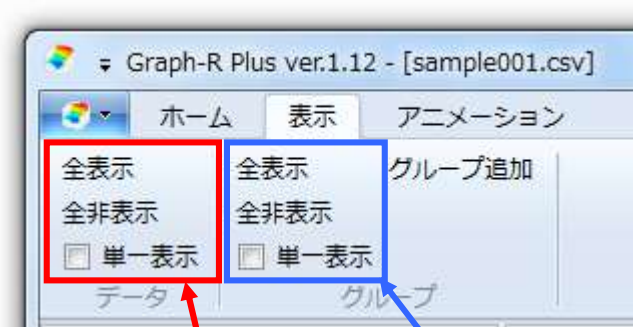 Graph-R Plus ver.1.12 - [sample001.csv]
ホーム 表示 アニメーション
全表示 全表示 グループ追加
全非表示 全非表示
単一表示 単一表示
データ グループ